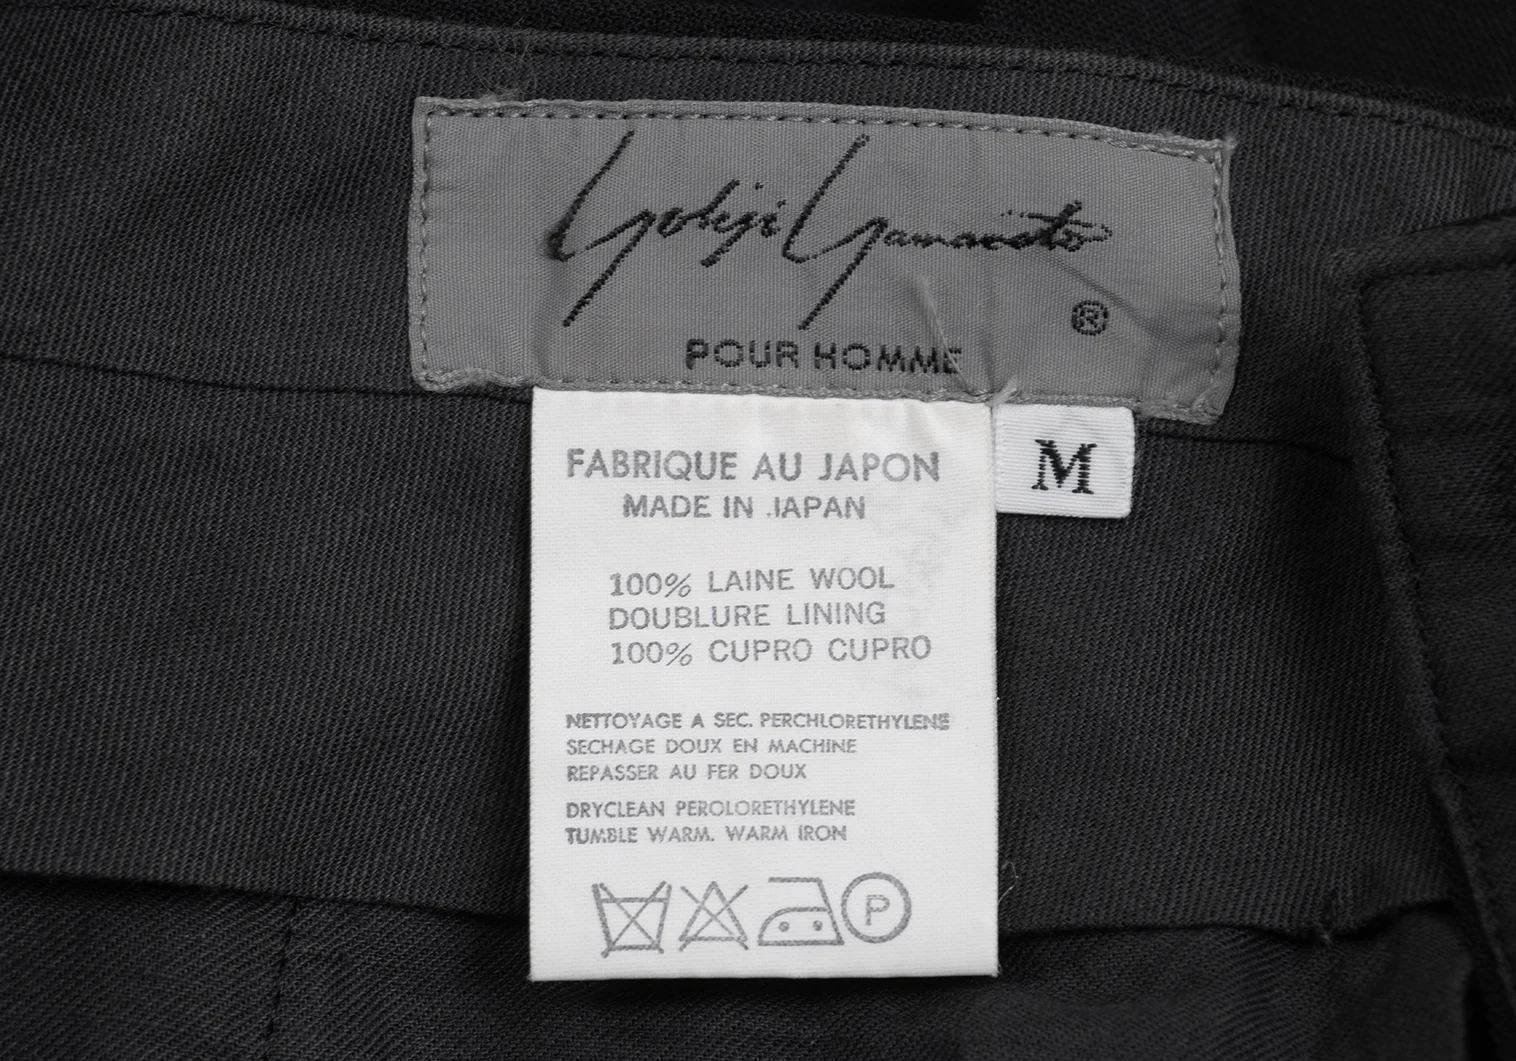 Yohji Yamamoto
®
POUR HOMME
M
FABRIQUE AU JAPON
MADE IN JAPAN
100% LAINE WOOL
DOUBLURE LINING
100% CUPRO CUPRO
NETTOYAGE A SEC. PERCHLORETHYLENE
SECHAGE DOUX EN MACHINE
REPASSER AU FER DOUX
DRYCLEAN PEROLORETHYLENE
TUMBLE WARM. WARM IRON
P